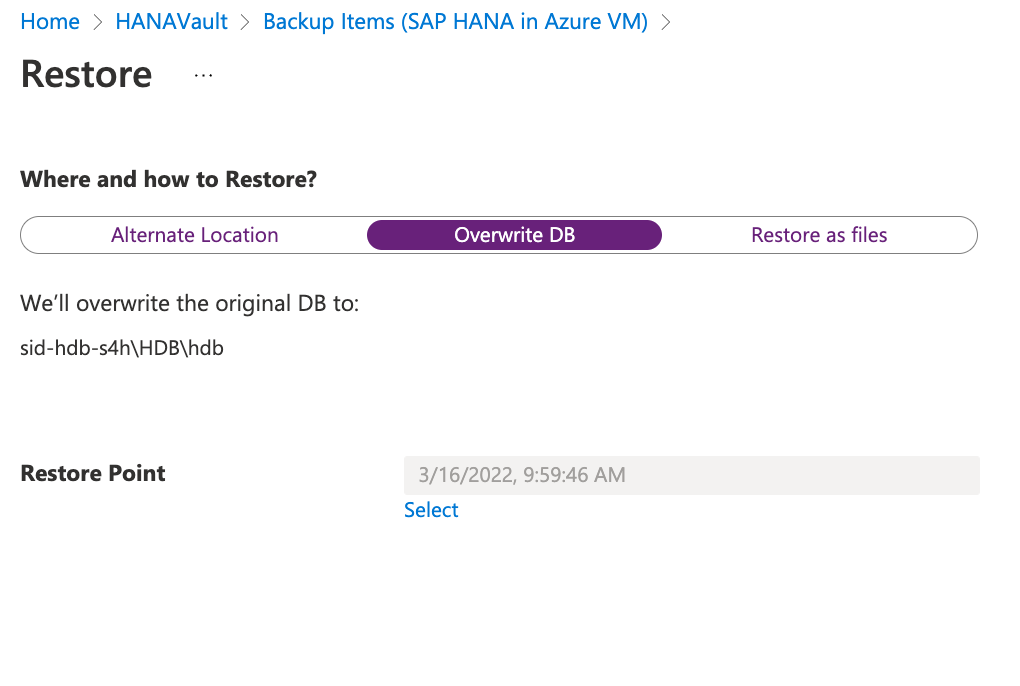 Home > HANAVault > Backup Items (SAP HANA in Azure VM) >
Restore ...
Where and how to Restore?
Alternate Location Overwrite DB Restore as files
We’ll overwrite the original DB to:
sid-hdb-s4h\HDB\hdb
Restore Point 3/16/2022, 9:59:46 AM
Select